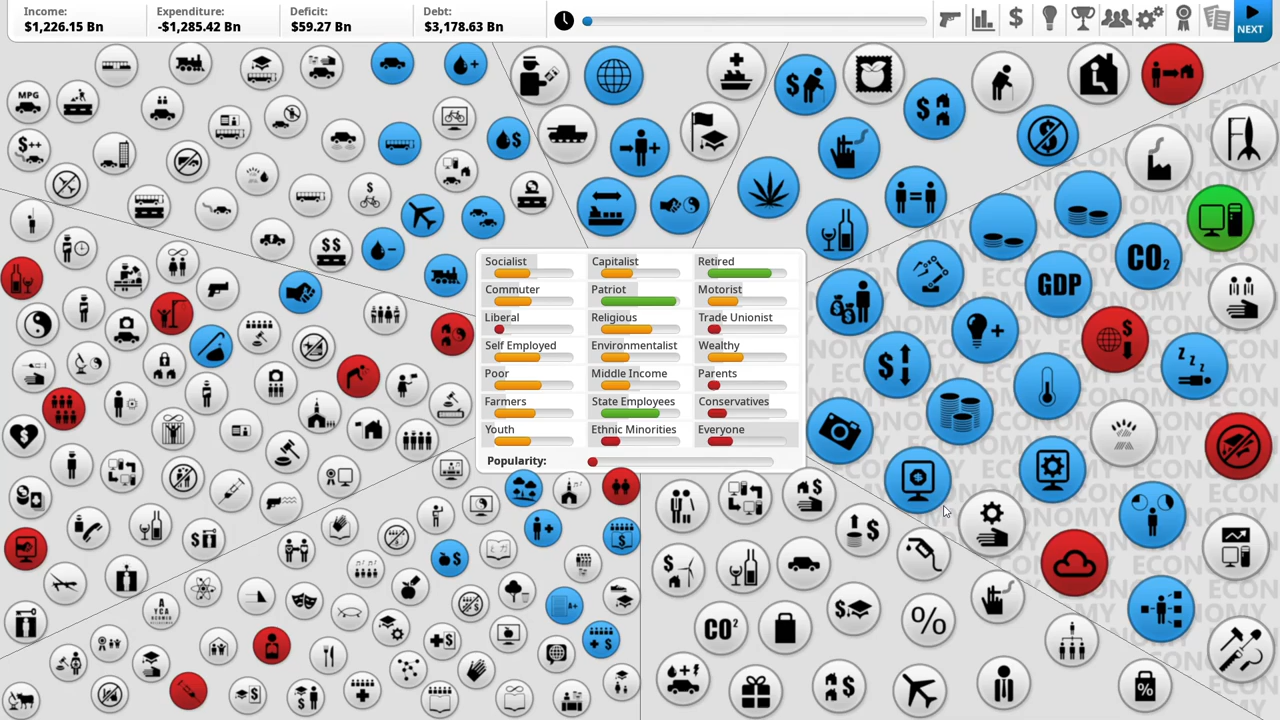 Income: Expenditure: Deficit: Debt:
$1,226.15 Bn -$1,285.42 Bn $59.27 Bn $3,178.63 Bn
NEXT
MPG
$++
$$
GDP
CO²
Z Z Z
Socialist Capitalist Retired
Commuter Patriot Motorist
Liberal Religious Trade Unionist
Self Employed Environmentalist Wealthy
Poor Middle Income Parents
Farmers State Employees Conservatives
Youth Ethnic Minorities Everyone
Popularity:
CO²
%
ECONOMY